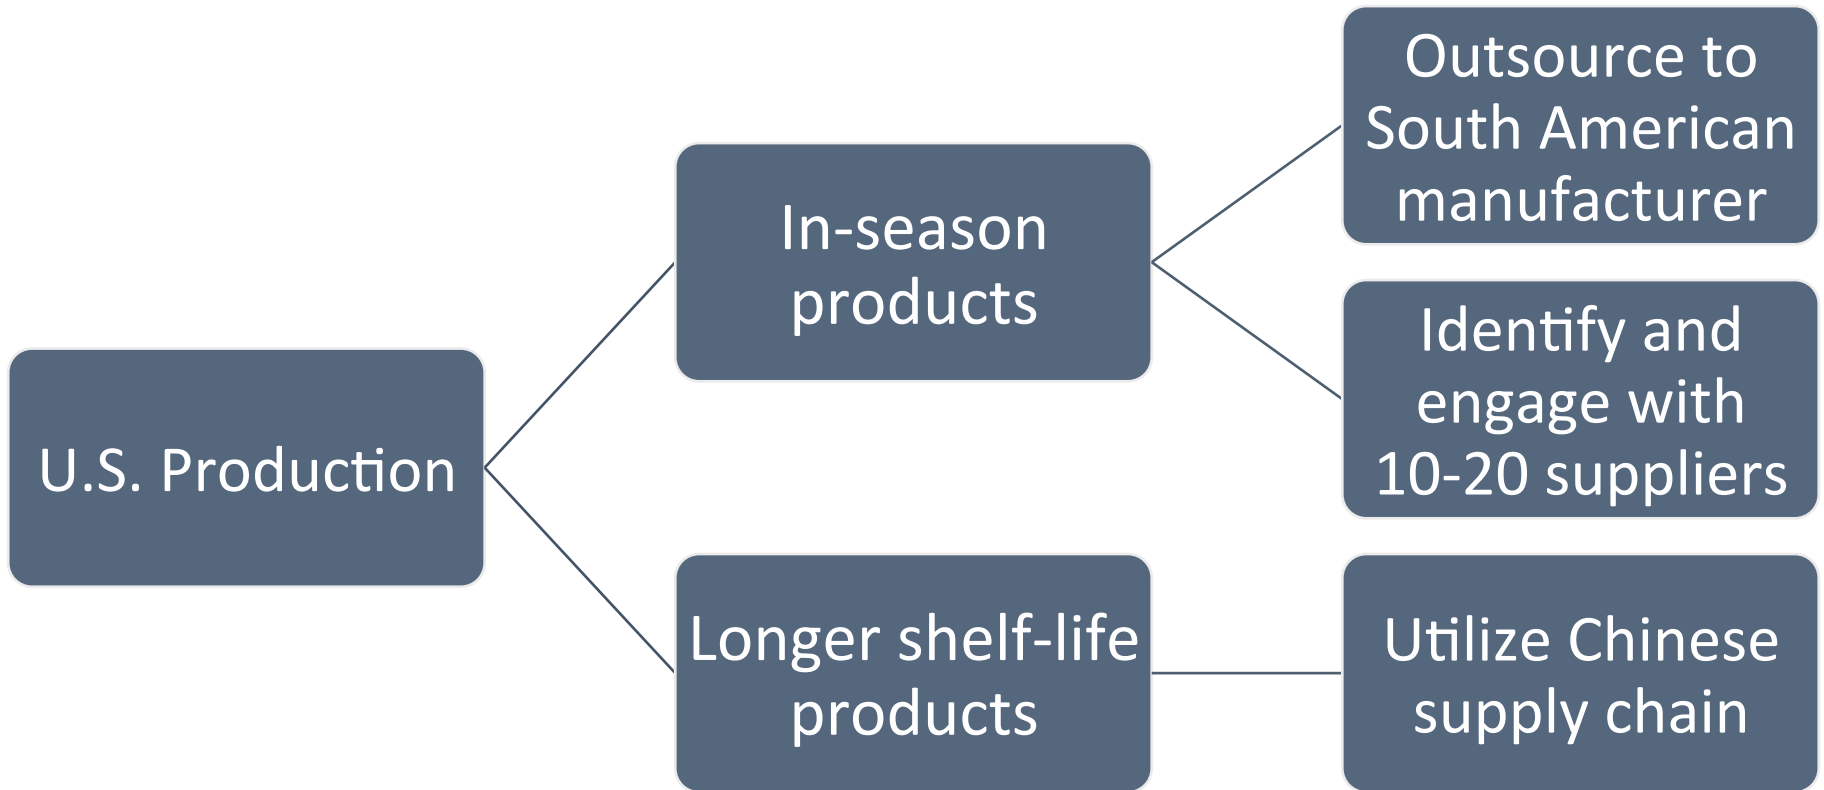 U.S. Production
In-season
products
Outsource to
South American
manufacturer
Identify and
engage with
10-20 suppliers
Longer shelf-life
products
Utilize Chinese
supply chain